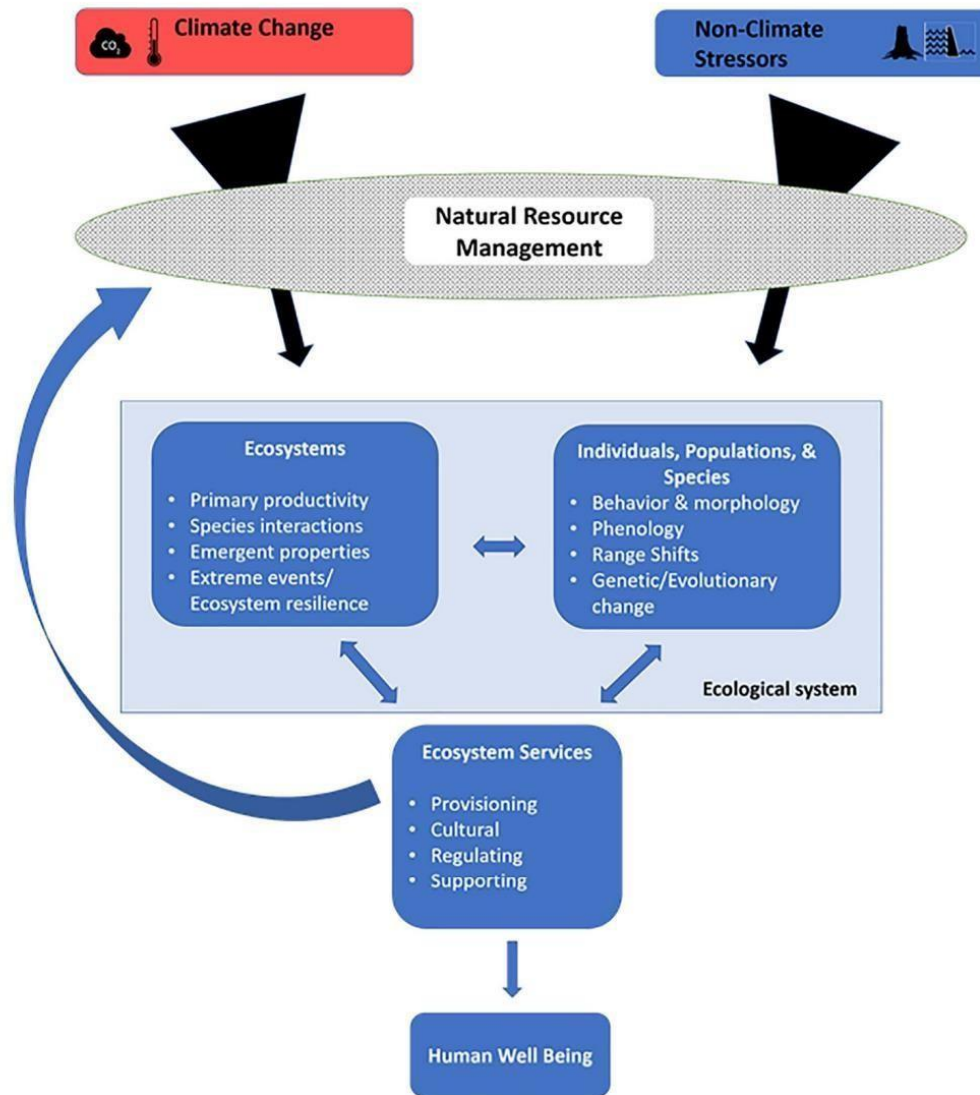 CO2
Climate Change
Non-Climate
Stressors
Natural Resource
Management
Ecosystems
• Primary productivity
• Species interactions
• Emergent properties
• Extreme events/
Ecosystem resilience
Individuals, Populations, &
Species
• Behavior & morphology
• Phenology
• Range Shifts
• Genetic/Evolutionary
change
Ecological system
Ecosystem Services
• Provisioning
• Cultural
• Regulating
• Supporting
Human Well Being